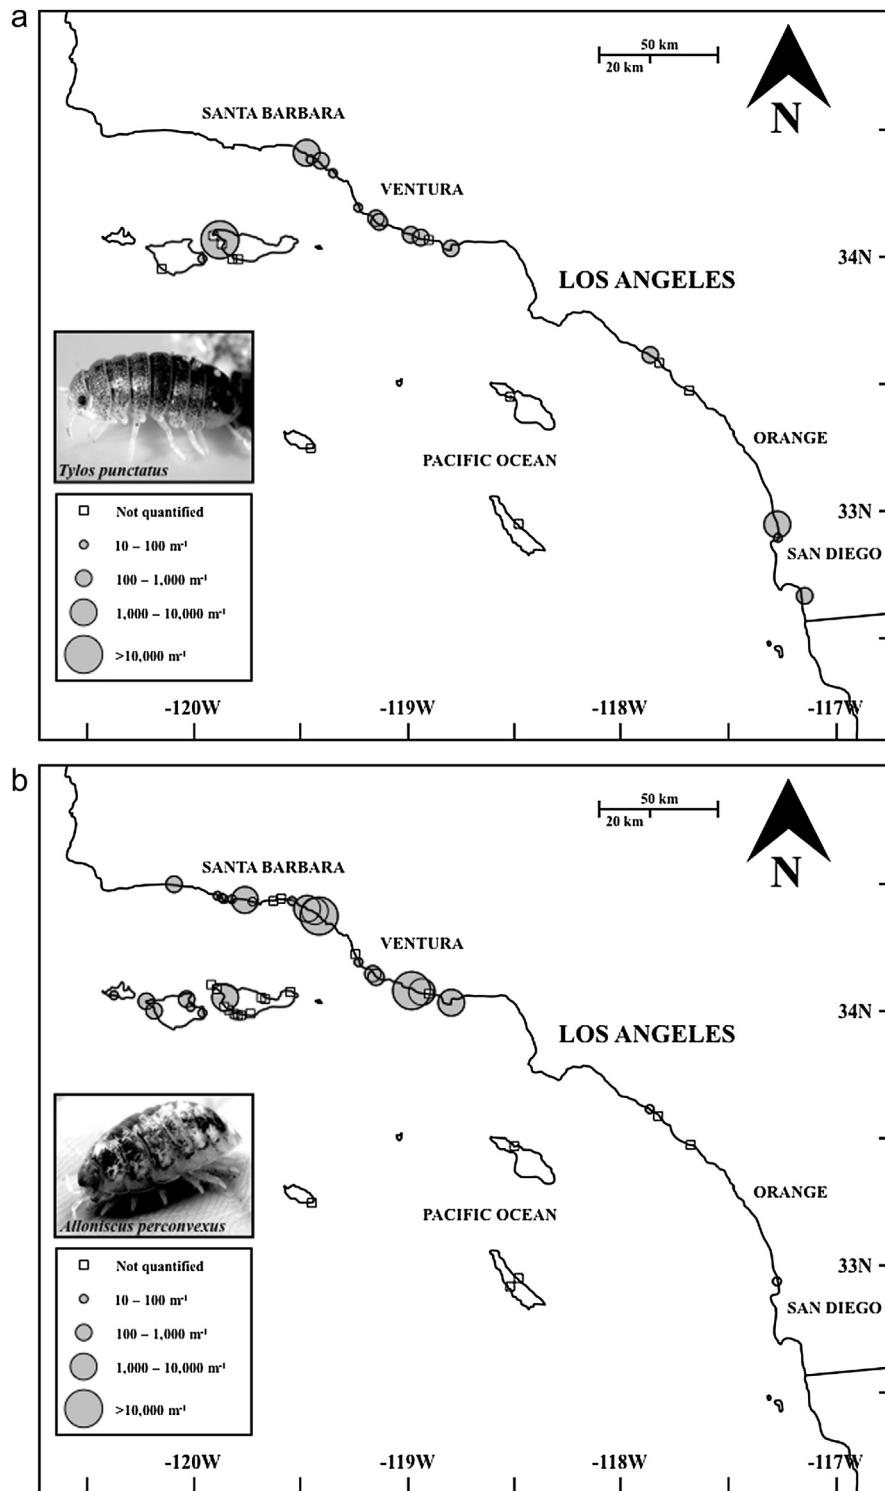 a
50 km
20 km
N
SANTA BARBARA
VENTURA
34N
LOS ANGELES
Tylos punctatus
ORANGE
PACIFIC OCEAN
Not quantified
33N
10 – 100 m-1
SAN DIEGO
100 – 1,000 m-1
1,000 – 10,000 m-1
>10,000 m-1
-120W -119W -118W -117W
b
50 km
20 km
N
SANTA BARBARA
VENTURA
34N
LOS ANGELES
Alloniscus perconvexus
ORANGE
PACIFIC OCEAN
Not quantified
33N
10 – 100 m-1
SAN DIEGO
100 – 1,000 m-1
1,000 – 10,000 m-1
>10,000 m-1
-120W -119W -118W -117W